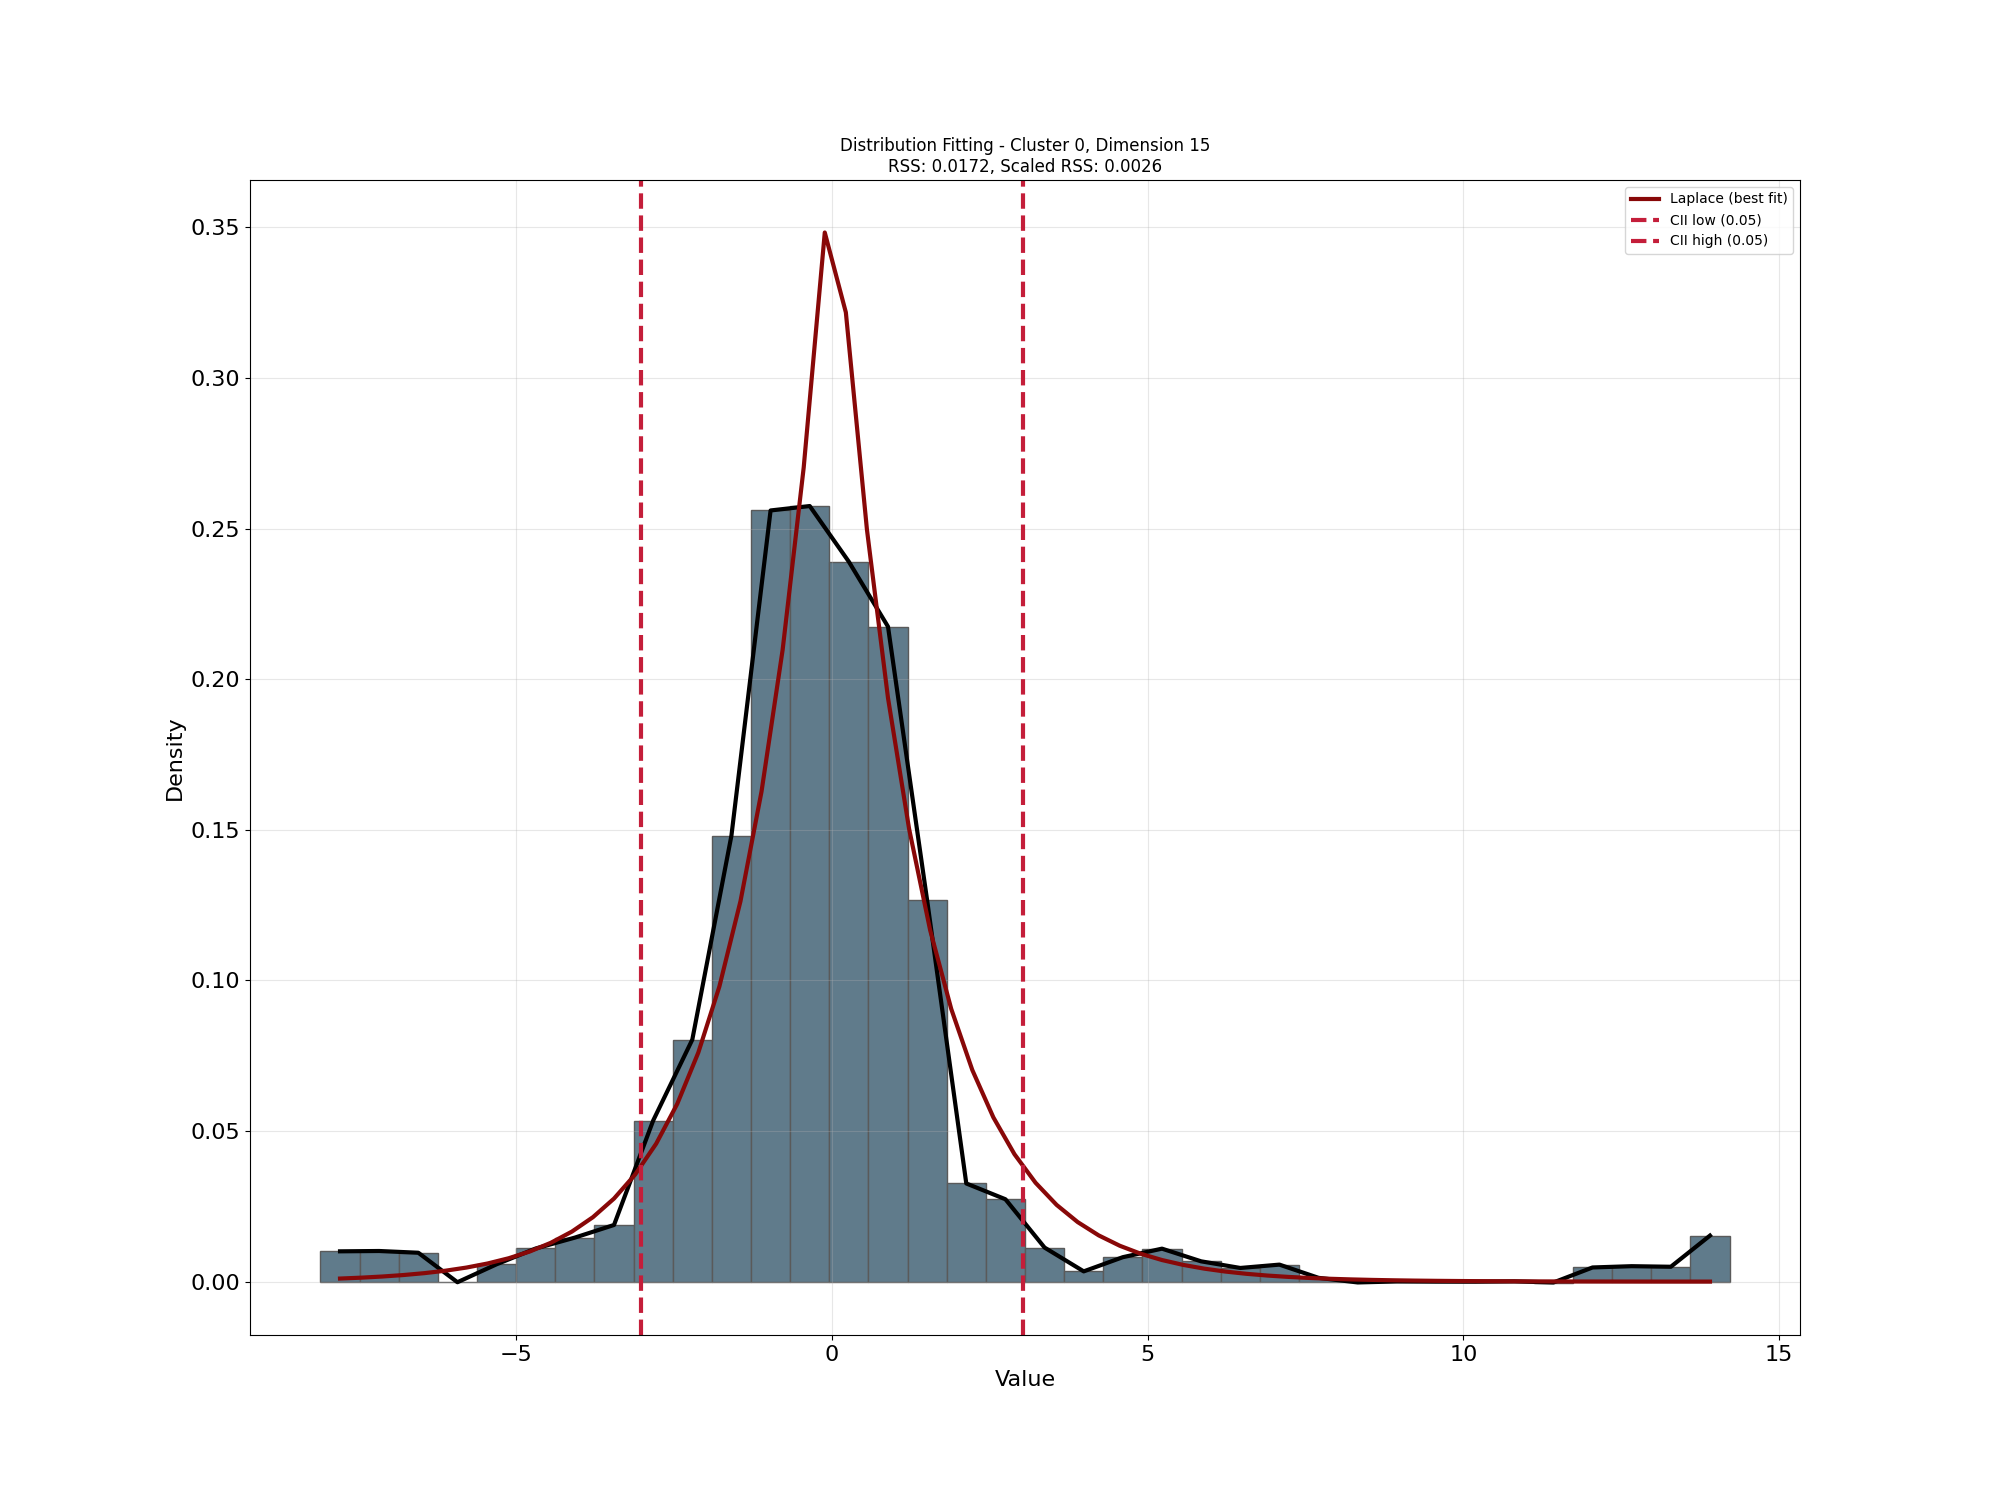 Distribution Fitting - Cluster 0, Dimension 15
RSS: 0.0172, Scaled RSS: 0.0026
Laplace (best fit)
CII low (0.05)
CII high (0.05)
0.35
0.30
0.25
0.20
0.15
0.10
0.05
0.00
Density
−5
0
5
10
15
Value